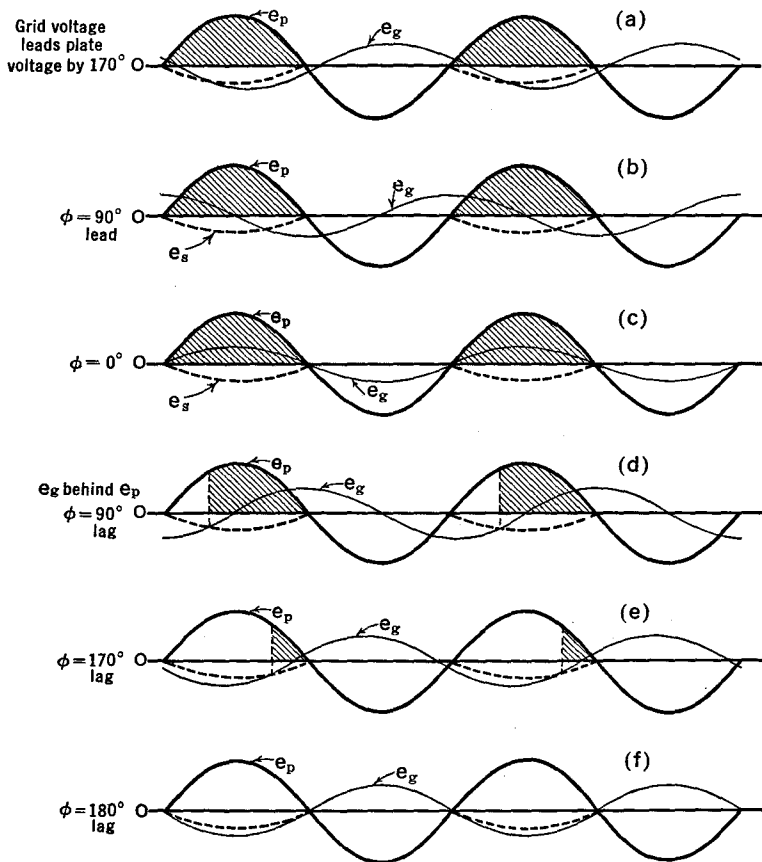 Grid voltage
leads plate
voltage by 170° O
e_p
e_g
(a)
e_p
e_g
(b)
ϕ = 90° O
lead
e_s
e_p
(c)
ϕ = 0° O
e_s
e_g
e_p
e_g
(d)
e_g behind e_p
ϕ = 90° O
lag
e_p
e_g
(e)
ϕ = 170° O
lag
e_p
e_g
(f)
ϕ = 180° O
lag